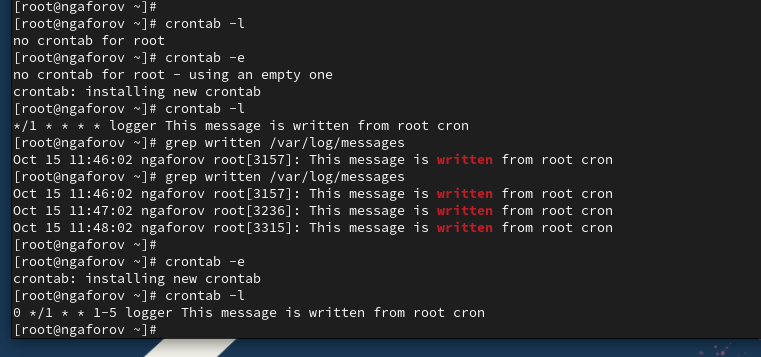 [root@ngaforov ~]#
[root@ngaforov ~]# crontab -l
no crontab for root
[root@ngaforov ~]# crontab -e
no crontab for root - using an empty one
crontab: installing new crontab
[root@ngaforov ~]# crontab -l
*/1 * * * * logger This message is written from root cron
[root@ngaforov ~]# grep written /var/log/messages
Oct 15 11:46:02 ngaforov root[3157]: This message is written from root cron
[root@ngaforov ~]# grep written /var/log/messages
Oct 15 11:46:02 ngaforov root[3157]: This message is written from root cron
Oct 15 11:47:02 ngaforov root[3236]: This message is written from root cron
Oct 15 11:48:02 ngaforov root[3315]: This message is written from root cron
[root@ngaforov ~]#
[root@ngaforov ~]# crontab -e
crontab: installing new crontab
[root@ngaforov ~]# crontab -l
0 */1 * * 1-5 logger This message is written from root cron
[root@ngaforov ~]#